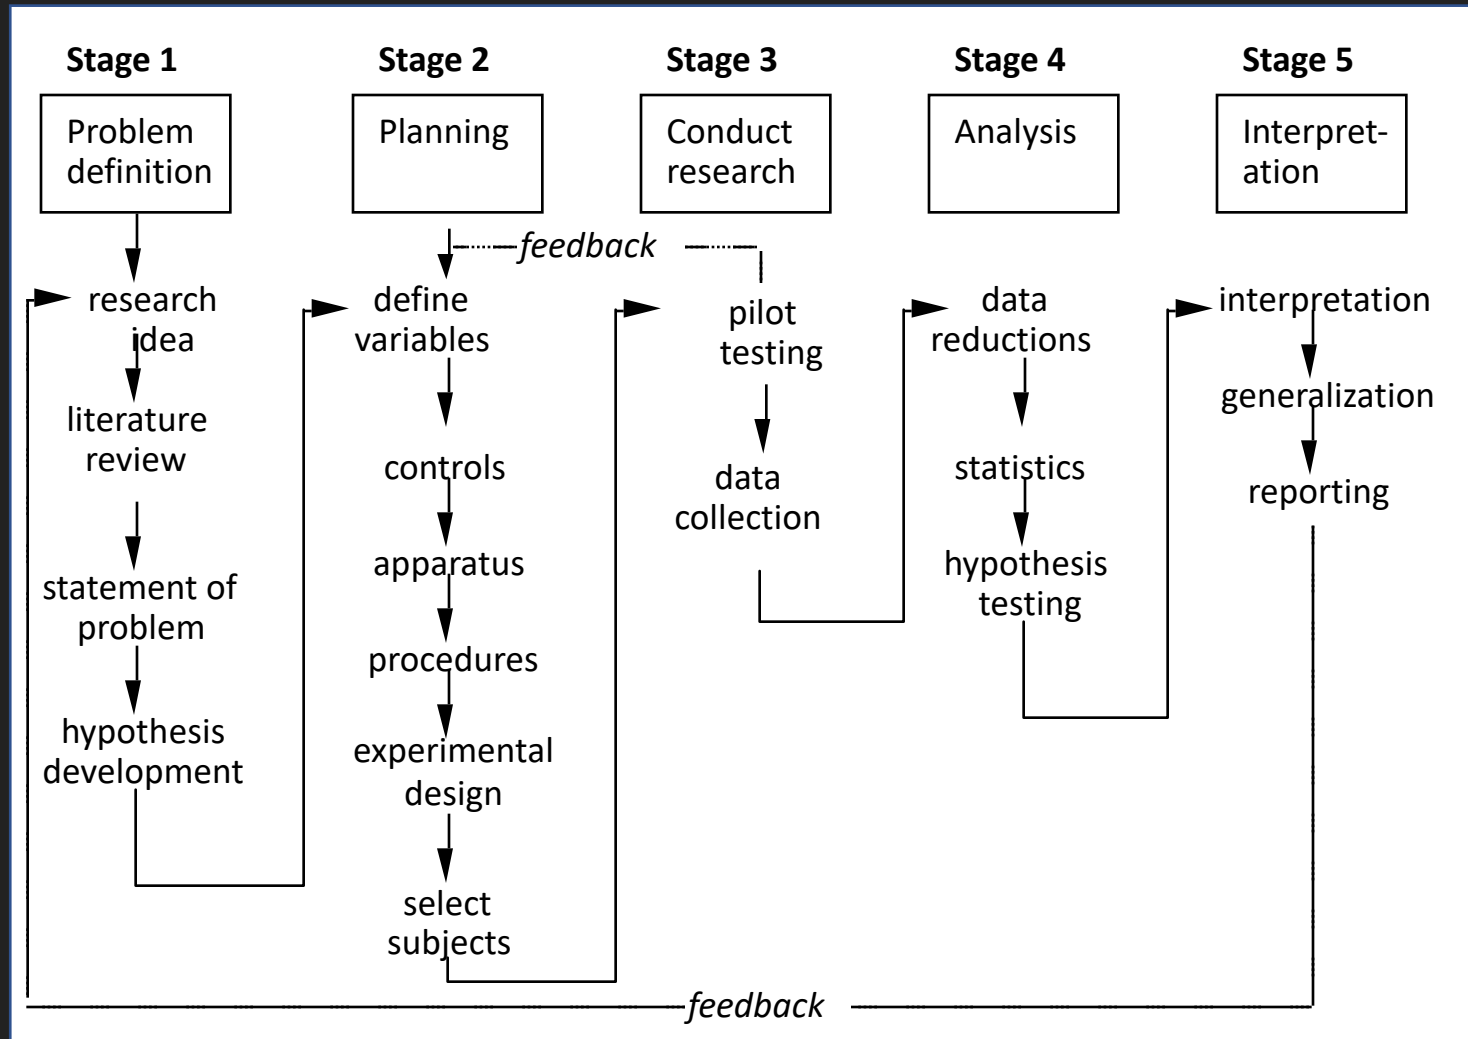 Stage 1
Problem
definition
research
idea
literature
review
statement of
problem
hypothesis
development
Stage 2
Planning
feedback
define
variables
controls
apparatus
procedures
experimental
design
select
subjects
Stage 3
Conduct
research
pilot
testing
data
collection
Stage 4
Analysis
data
reductions
statistics
hypothesis
testing
Stage 5
Interpret-
ation
interpretation
generalization
reporting
feedback